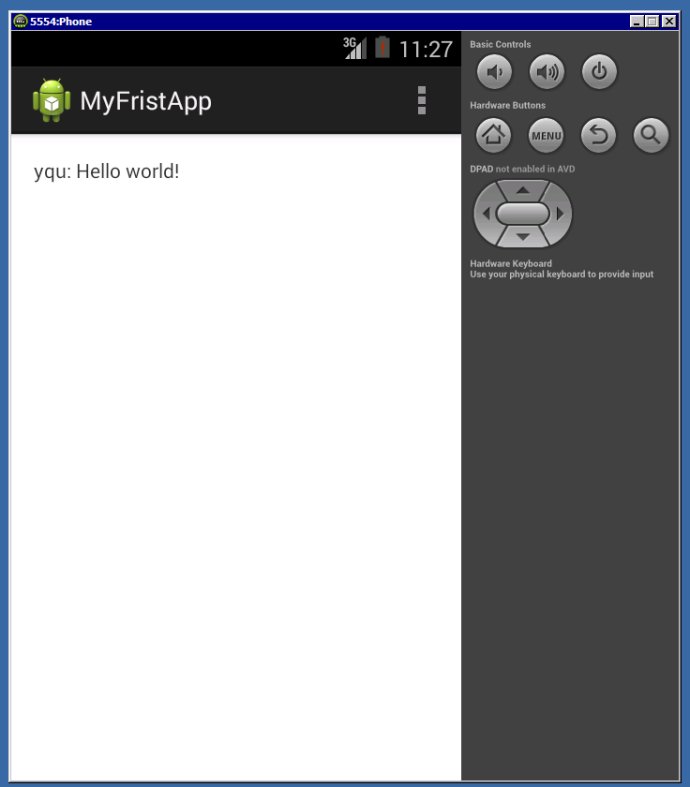 5554:Phone
3G 11:27
MyFristApp
yqu: Hello world!
Basic Controls
Hardware Buttons
MENU
DPAD not enabled in AVD
Hardware Keyboard
Use your physical keyboard to provide input